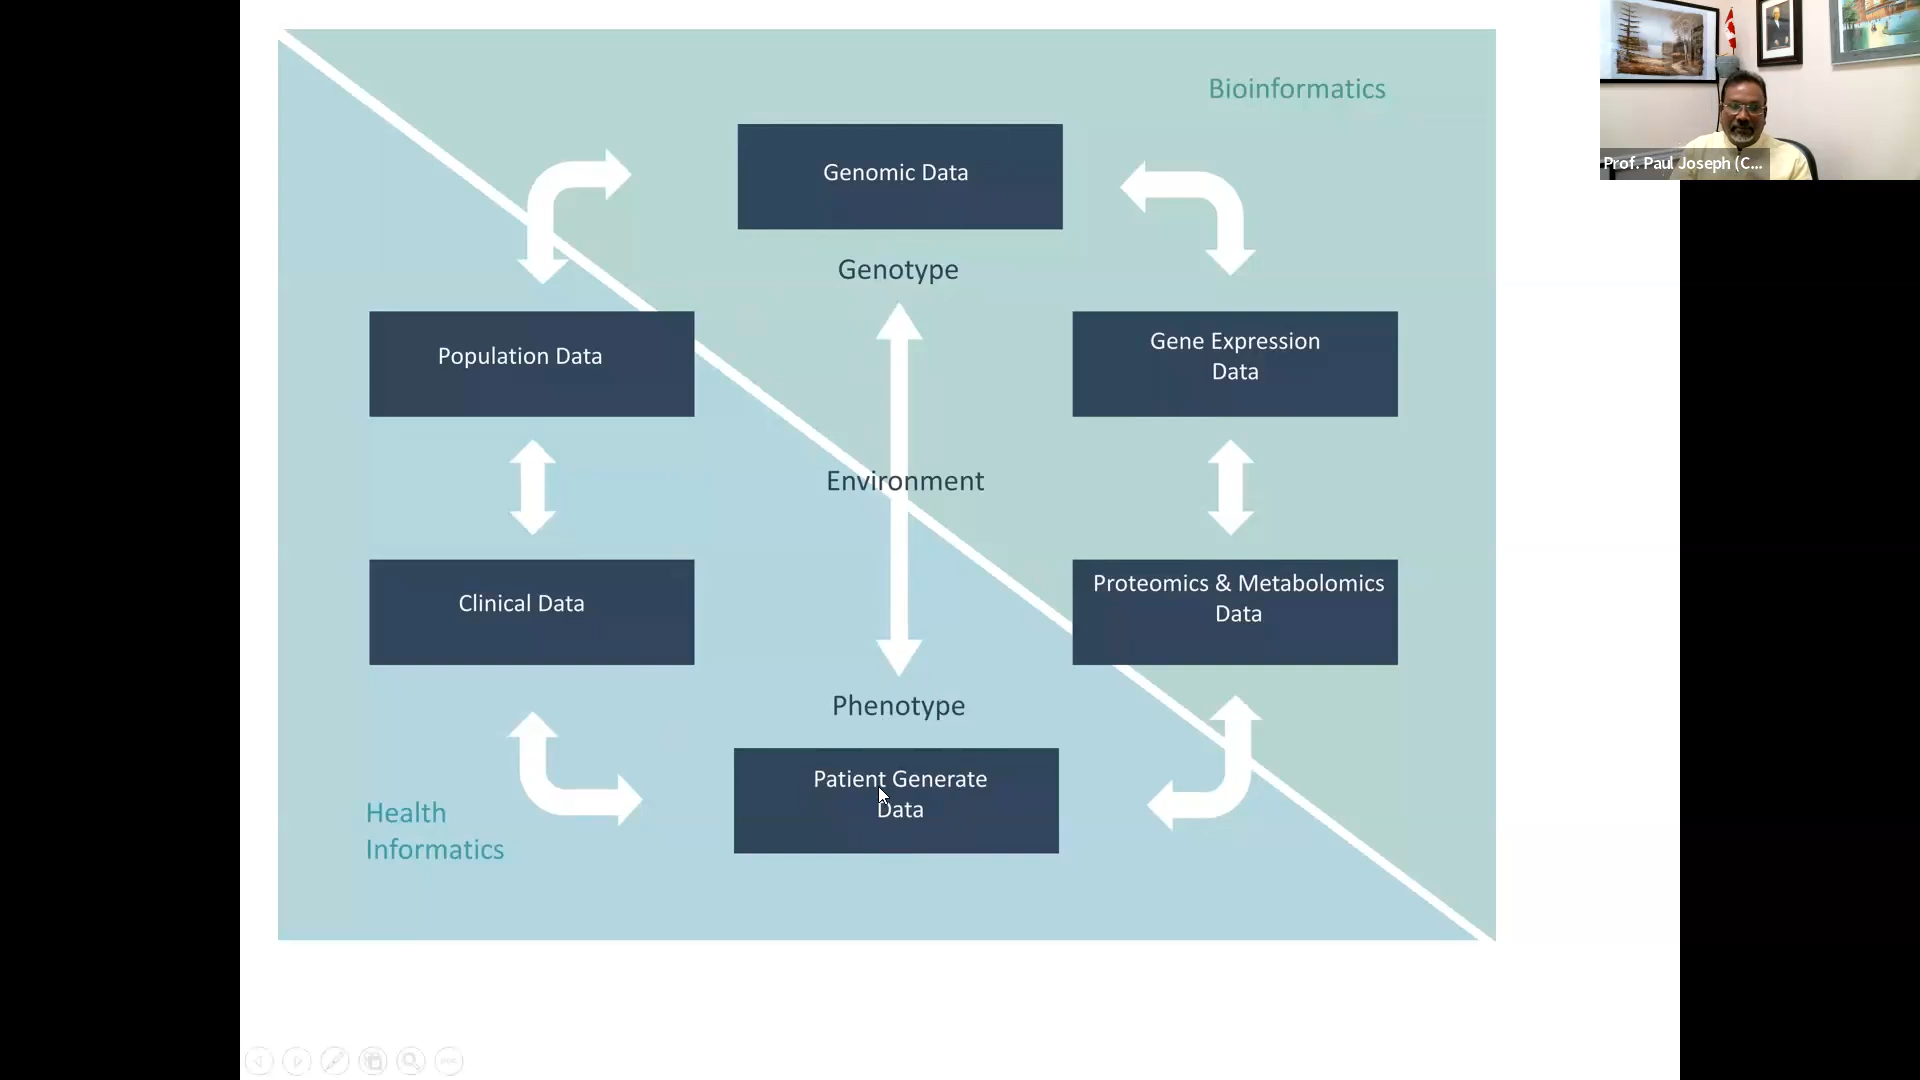 Bioinformatics
Genomic Data
Genotype
Population Data
Gene Expression
Data
Environment
Clinical Data
Proteomics & Metabolomics
Data
Phenotype
Patient Generate
Data
Health
Informatics
Prof. Paul Joseph (C...